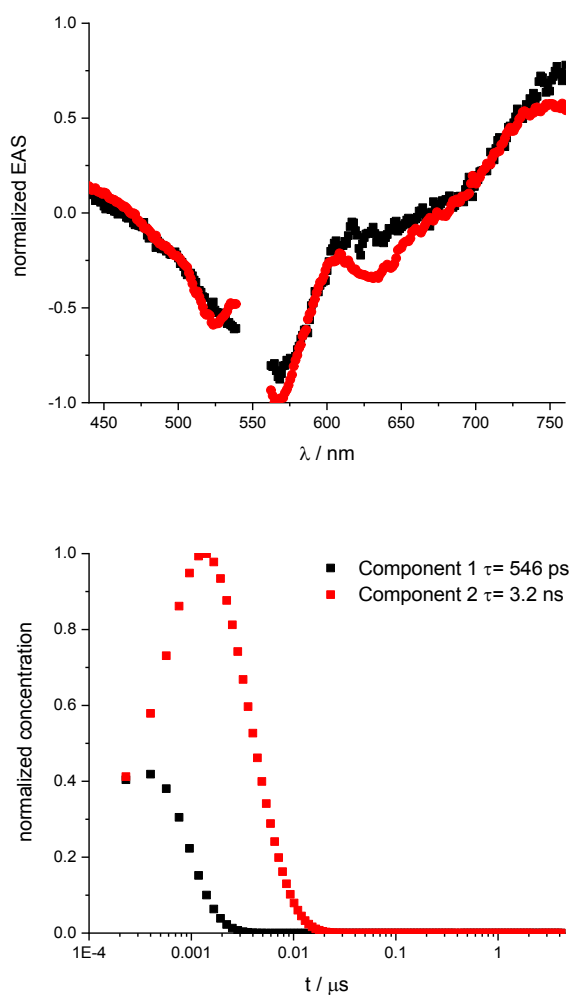 1.0
0.5
0.0
-0.5
-1.0
normalized EAS
450 500 550 600 650 700 750
λ / nm
1.0
0.8
0.6
0.4
0.2
0.0
normalized concentration
Component 1 τ= 546 ps
Component 2 τ= 3.2 ns
1E-4 0.001 0.01 0.1 1
t / μs